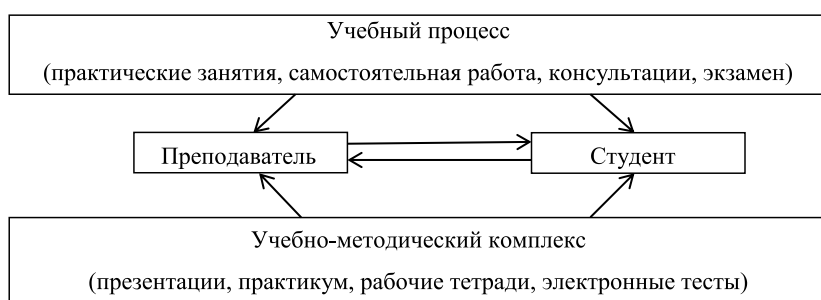 Учебный процесс
(практические занятия, самостоятельная работа, консультации, экзамен)
Преподаватель
Студент
Учебно-методический комплекс
(презентации, практикум, рабочие тетради, электронные тесты)